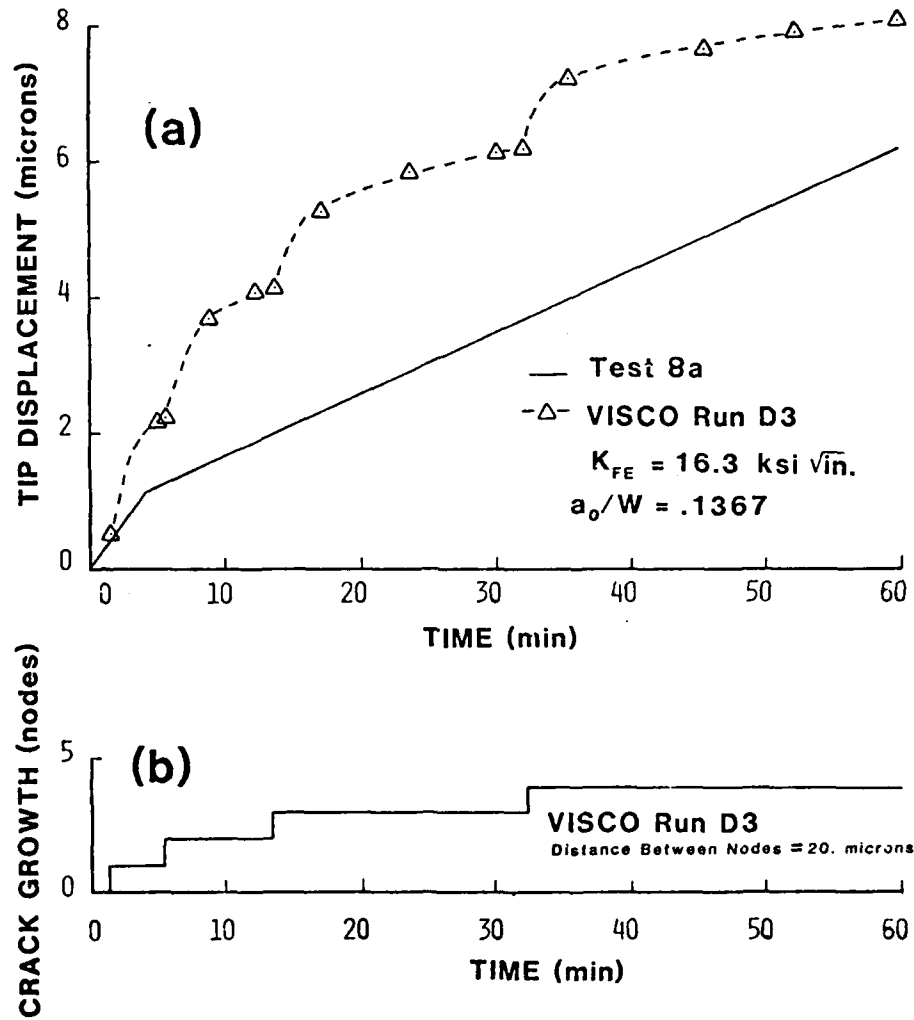 8
6
4
2
0
TIP DISPLACEMENT (microns)
(a)
Test 8a
-△- VISCO Run D3
K_FE = 16.3 ksi √in.
a_o/W = .1367
0 10 20 30 40 50 60
TIME (min)
CRACK GROWTH (nodes)
5
0
(b)
VISCO Run D3
Distance Between Nodes = 20. microns
0 10 20 30 40 50 60
TIME (min)